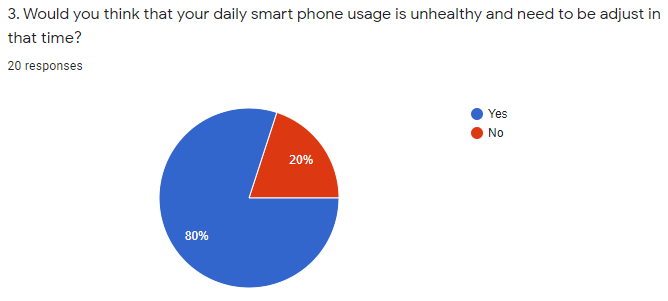 3. Would you think that your daily smart phone usage is unhealthy and need to be adjust in
that time?
20 responses
Yes
No
20%
80%